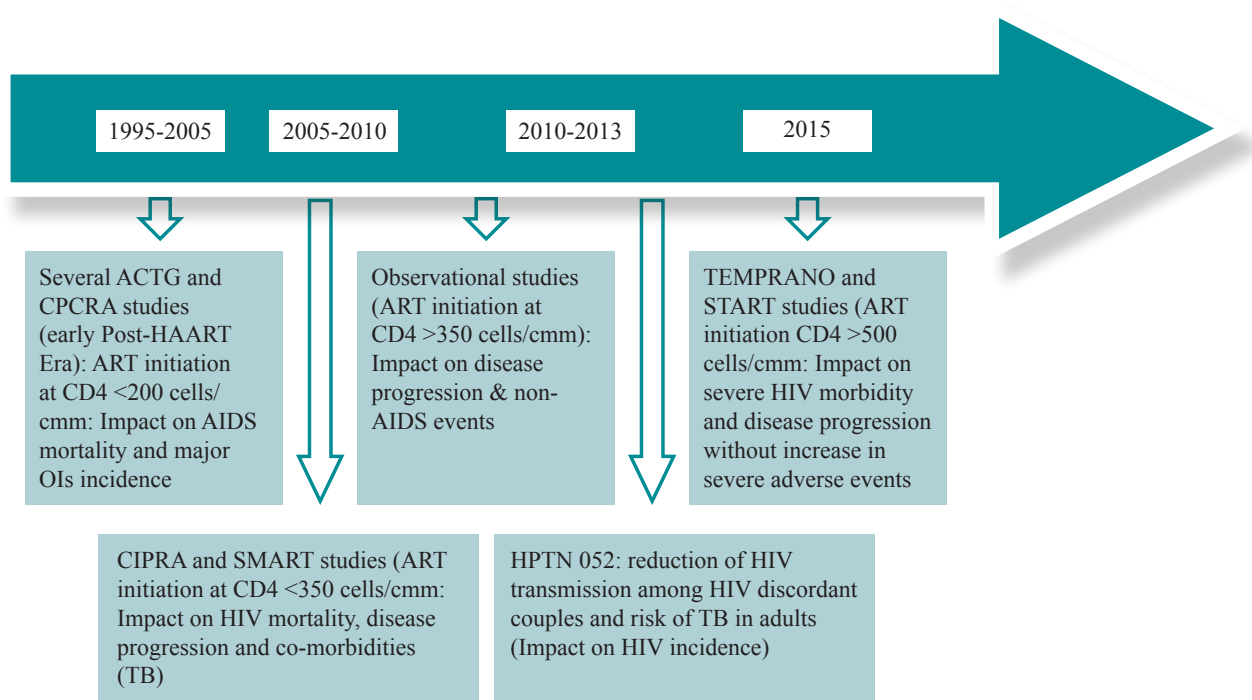 1995-2005
2005-2010
2010-2013
2015
Several ACTG and
CPCRA studies
(early Post-HAART
Era): ART initiation
at CD4 <200 cells/
cmm: Impact on AIDS
mortality and major
OIs incidence
Observational studies
(ART initiation at
CD4 >350 cells/cmm):
Impact on disease
progression & non-
AIDS events
TEMPRANO and
START studies (ART
initiation CD4 >500
cells/cmm: Impact on
severe HIV morbidity
and disease progression
without increase in
severe adverse events
CIPRA and SMART studies (ART
initiation at CD4 <350 cells/cmm:
Impact on HIV mortality, disease
progression and co-morbidities
(TB)
HPTN 052: reduction of HIV
transmission among HIV discordant
couples and risk of TB in adults
(Impact on HIV incidence)